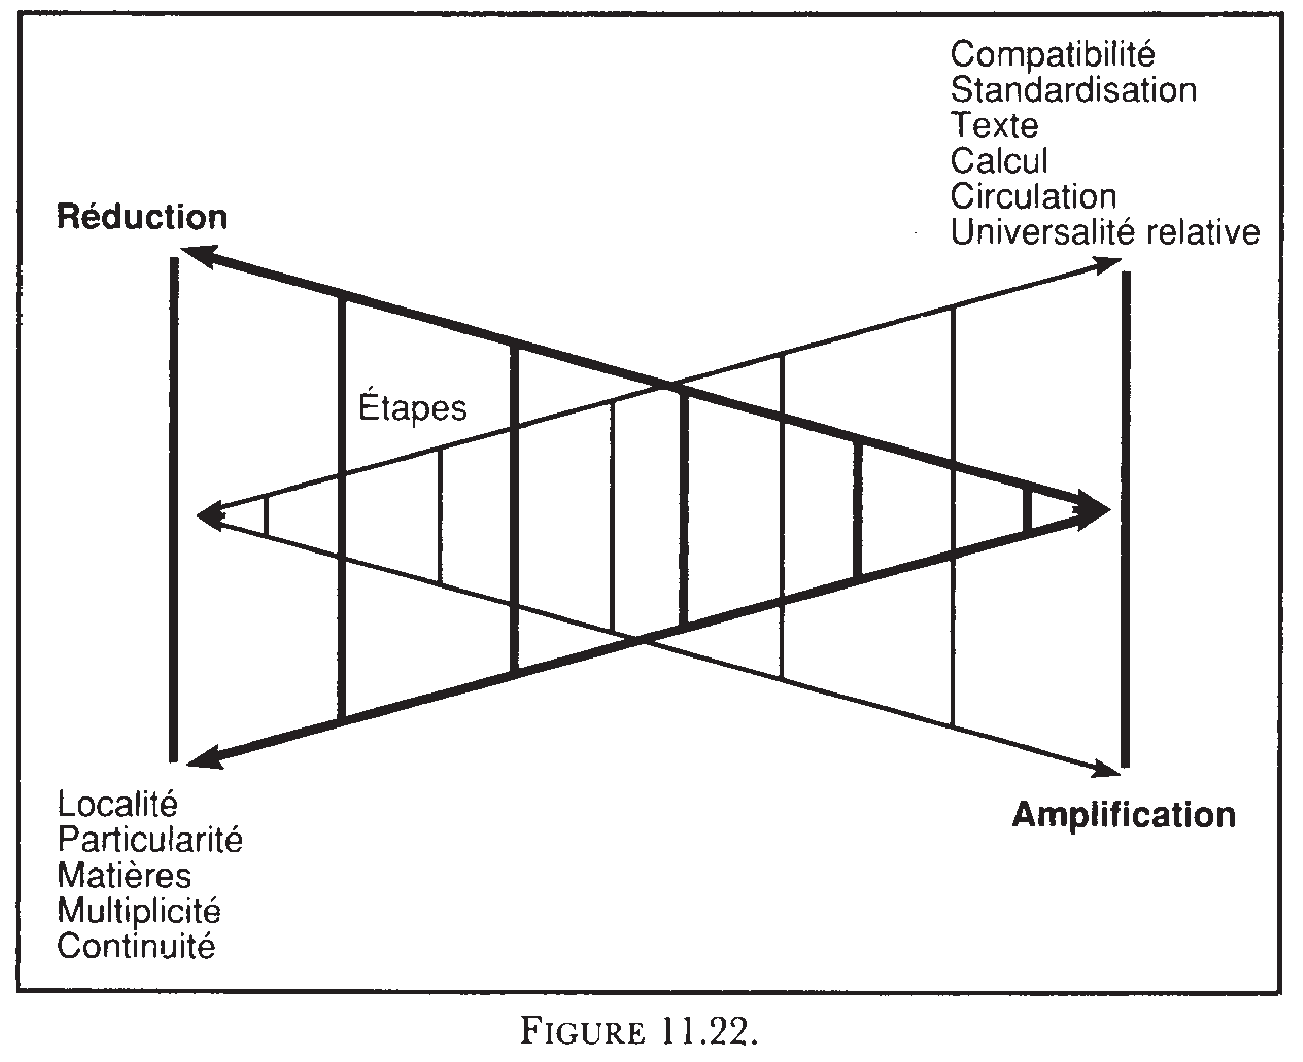 Compatibilité
Standardisation
Texte
Calcul
Circulation
Universalité relative
Réduction
Étapes
Localité
Particularité
Matières
Multiplicité
Continuité
Amplification
FIGURE 11.22.